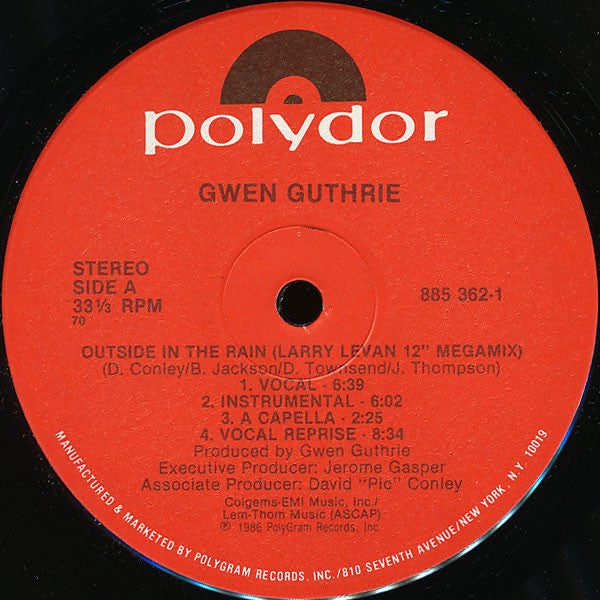 polydor
GWEN GUTHRIE
STEREO
SIDE A
33⅓ RPM
70
885 362-1
OUTSIDE IN THE RAIN (LARRY LEVAN 12" MEGAMIX)
(D. Conley/B. Jackson/D. Townsend/J. Thompson)
1. VOCAL - 6:39
2. INSTRUMENTAL - 6:02
3. A CAPELLA - 2:25
4. VOCAL REPRISE - 8:34
Produced by Gwen Guthrie
Executive Producer: Jerome Gasper
Associate Producer: David "Pic" Conley
Colgems-EMI Music, Inc./
Lem-Thom Music (ASCAP)
℗ 1986 PolyGram Records, Inc.
MANUFACTURED & MARKETED BY POLYGRAM RECORDS, INC./810 SEVENTH AVENUE/NEW YORK, N.Y. 10019